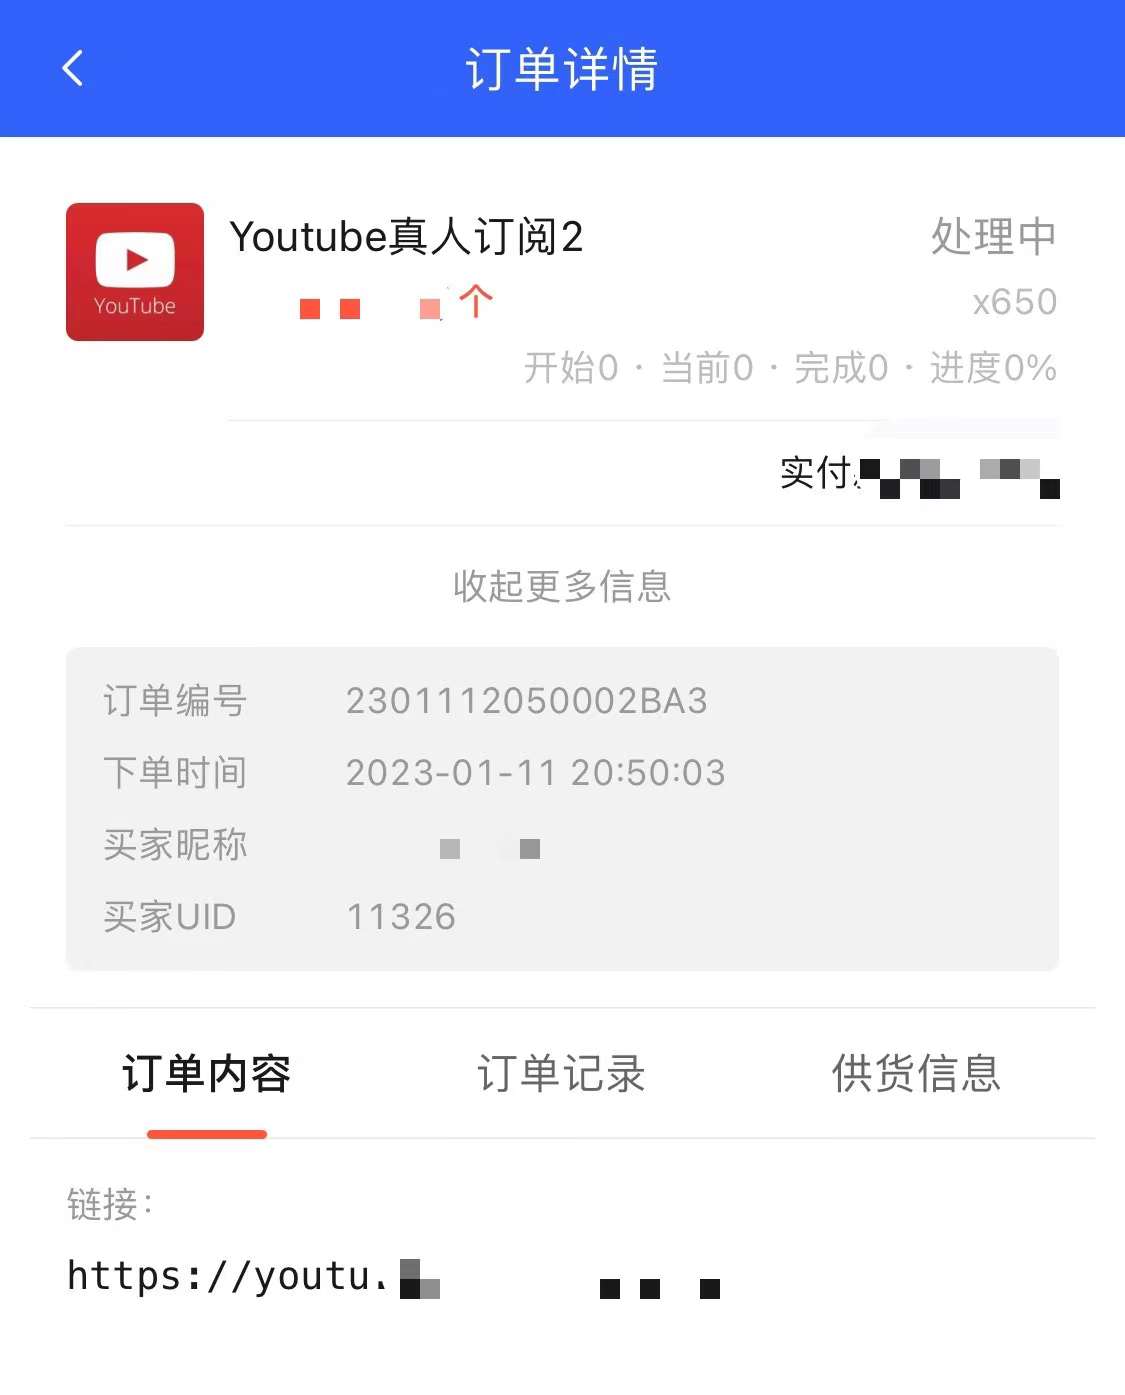 订单详情
Youtube真人订阅2
处理中
YouTube
个
x650
开始0 · 当前0 · 完成0 · 进度0%
实付
收起更多信息
订单编号 2301112050002BA3
下单时间 2023-01-11 20:50:03
买家昵称
买家UID 11326
订单内容 订单记录 供货信息
链接:
https://youtu.